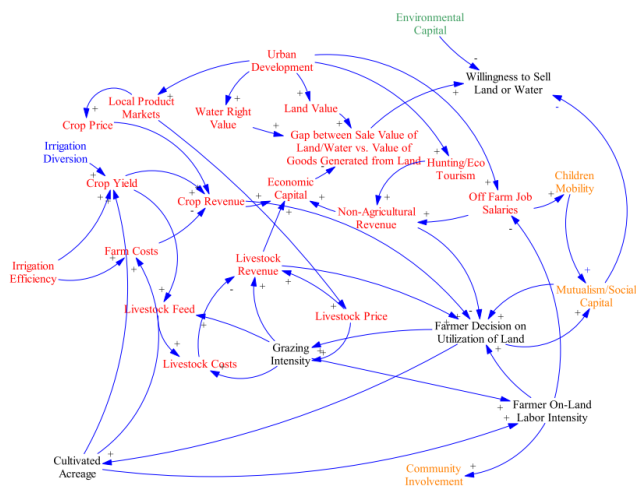 Environmental
Capital
Willingness to Sell
Land or Water
Urban
Development
Local Product
Markets
Water Right
Value
Land Value
Crop Price
Gap between Sale Value of
Land/Water vs. Value of
Goods Generated from Land
Irrigation
Diversion
Hunting/Eco
Tourism
Children
Mobility
Crop Yield
Economic
Capital
Crop Revenue
Off Farm Job
Salaries
Non-Agricultural
Revenue
Farm Costs
Irrigation
Efficiency
Livestock
Revenue
Mutualism/Social
Capital
Livestock Feed
Livestock Price
Farmer Decision on
Utilization of Land
Grazing
Intensity
Livestock Costs
Farmer On-Land
Labor Intensity
Cultivated
Acreage
Community
Involvement